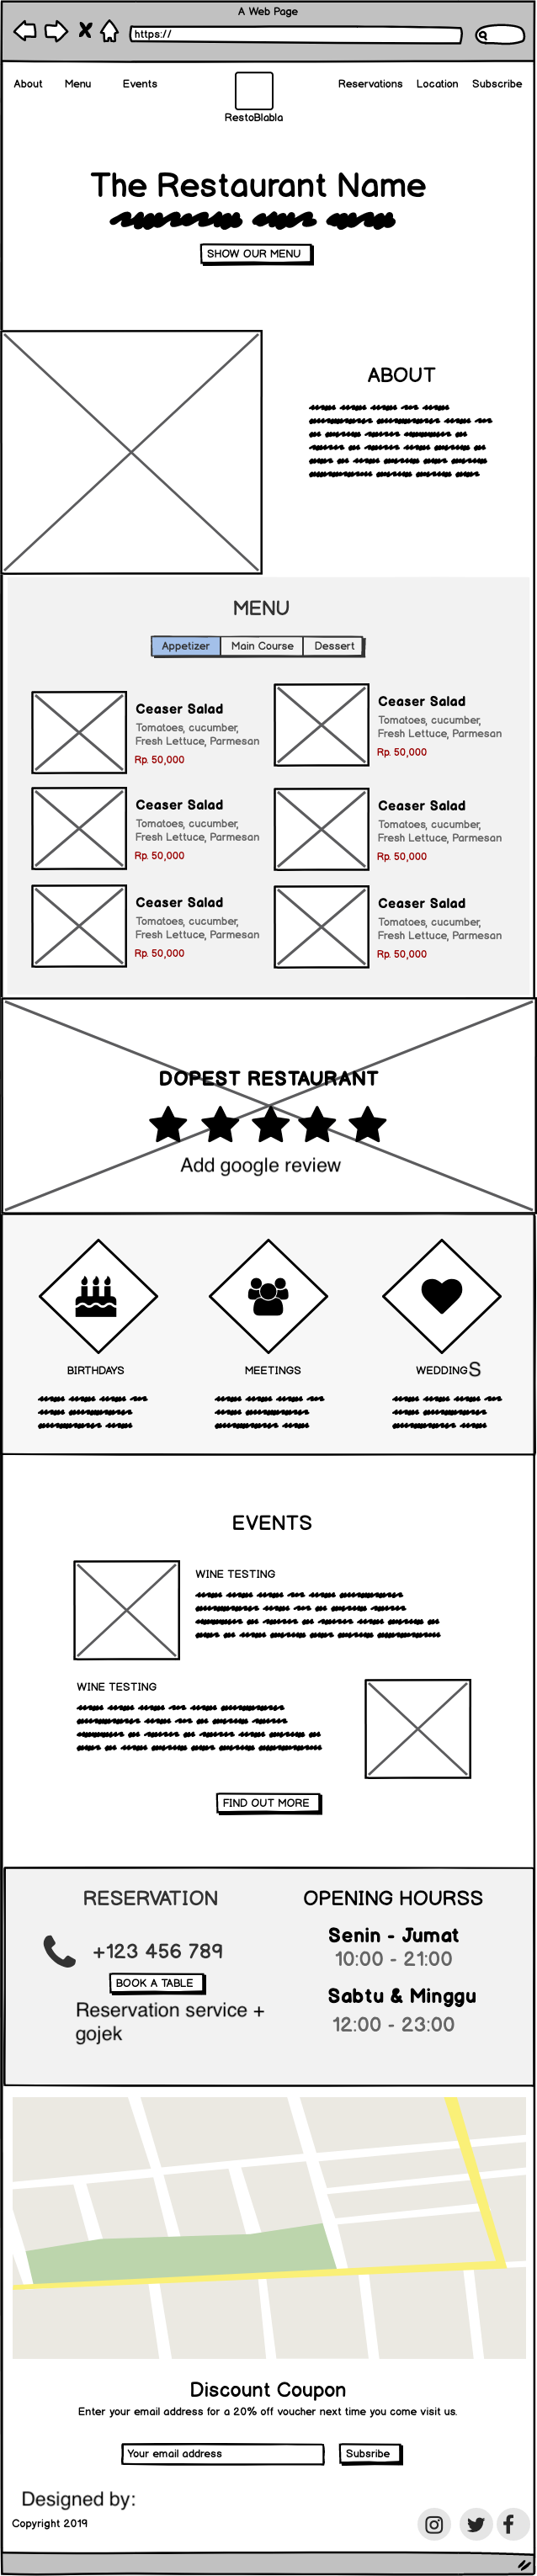 A Web Page
https://
About Menu Events Reservations Location Subscribe
RestoBlabla
The Restaurant Name
SHOW OUR MENU
ABOUT
MENU
Appetizer Main Course Dessert
Ceaser Salad
Tomatoes, cucumber,
Fresh Lettuce, Parmesan
Rp. 50,000
Ceaser Salad
Tomatoes, cucumber,
Fresh Lettuce, Parmesan
Rp. 50,000
Ceaser Salad
Tomatoes, cucumber,
Fresh Lettuce, Parmesan
Rp. 50,000
Ceaser Salad
Tomatoes, cucumber,
Fresh Lettuce, Parmesan
Rp. 50,000
Ceaser Salad
Tomatoes, cucumber,
Fresh Lettuce, Parmesan
Rp. 50,000
Ceaser Salad
Tomatoes, cucumber,
Fresh Lettuce, Parmesan
Rp. 50,000
DOPEST RESTAURANT
Add google review
BIRTHDAYS MEETINGS WEDDINGS
EVENTS
WINE TESTING
WINE TESTING
FIND OUT MORE
RESERVATION
+123 456 789
BOOK A TABLE
Reservation service +
gojek
OPENING HOURSS
Senin - Jumat
10:00 - 21:00
Sabtu & Minggu
12:00 - 23:00
Discount Coupon
Enter your email address for a 20% off voucher next time you come visit us.
Your email address Subsribe
Designed by:
Copyright 2019